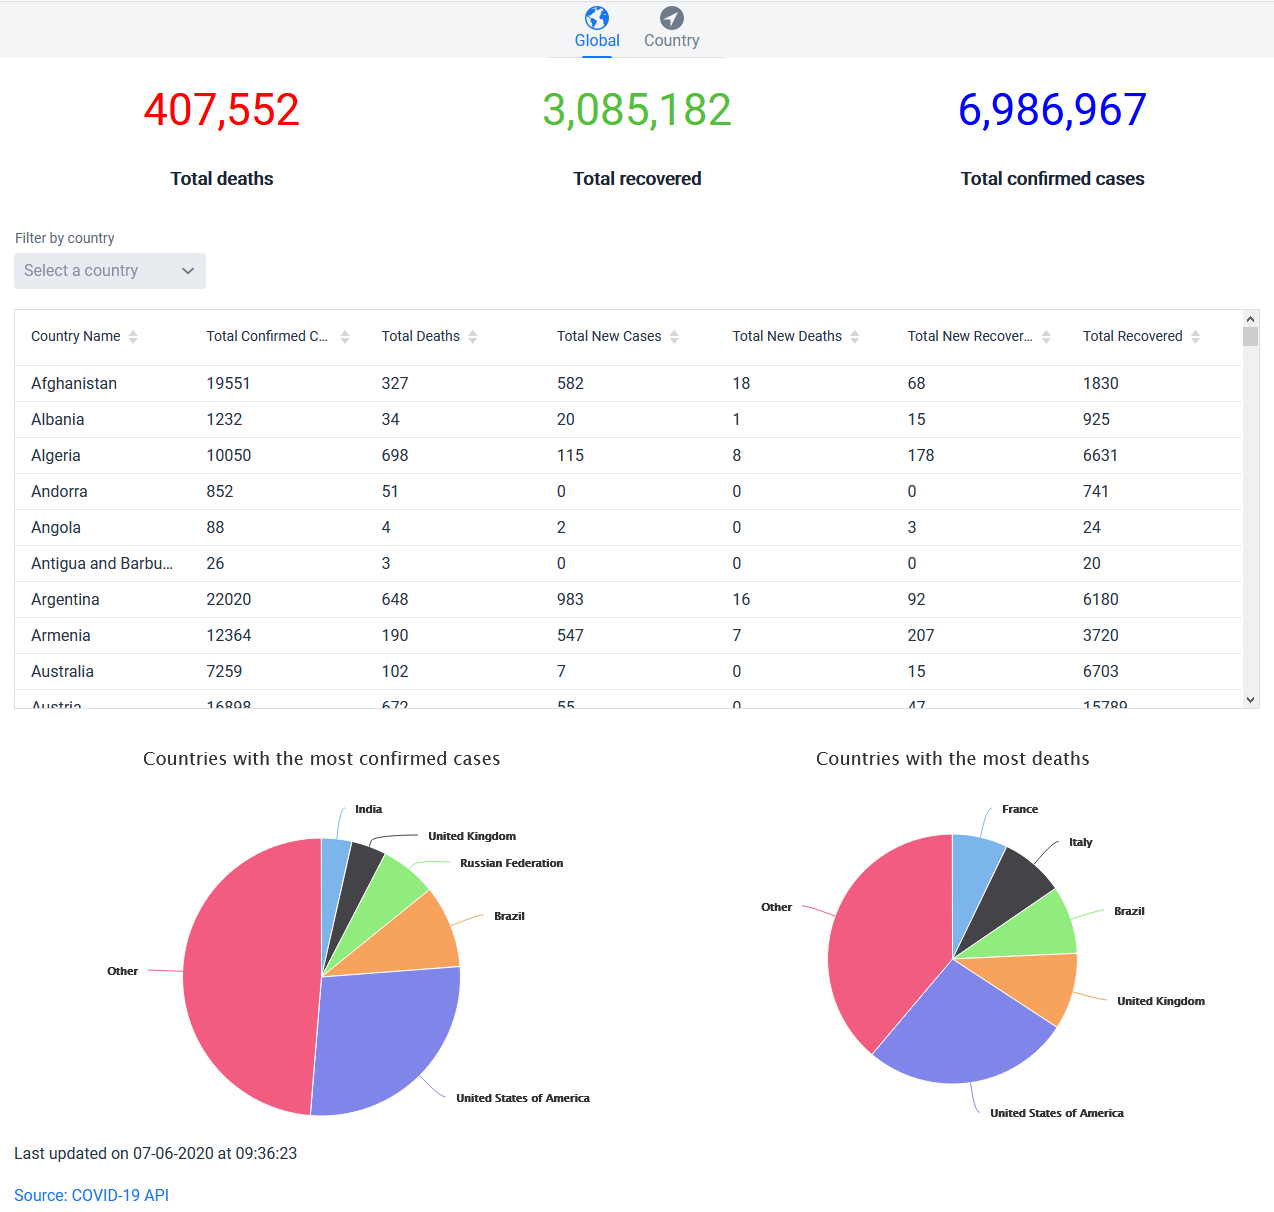 Global Country
407,552 3,085,182 6,986,967
Total deaths Total recovered Total confirmed cases
Filter by country
Select a country
Country Name Total Confirmed C... Total Deaths Total New Cases Total New Deaths Total New Recover... Total Recovered
Afghanistan 19551 327 582 18 68 1830
Albania 1232 34 20 1 15 925
Algeria 10050 698 115 8 178 6631
Andorra 852 51 0 0 0 741
Angola 88 4 2 0 3 24
Antigua and Barbu... 26 3 0 0 0 20
Argentina 22020 648 983 16 92 6180
Armenia 12364 190 547 7 207 3720
Australia 7259 102 7 0 15 6703
Austria 16898 672 55 0 47 15789
Countries with the most confirmed cases
India
United Kingdom
Russian Federation
Brazil
Other
United States of America
Countries with the most deaths
France
Italy
Other
Brazil
United Kingdom
United States of America
Last updated on 07-06-2020 at 09:36:23
Source: COVID-19 API